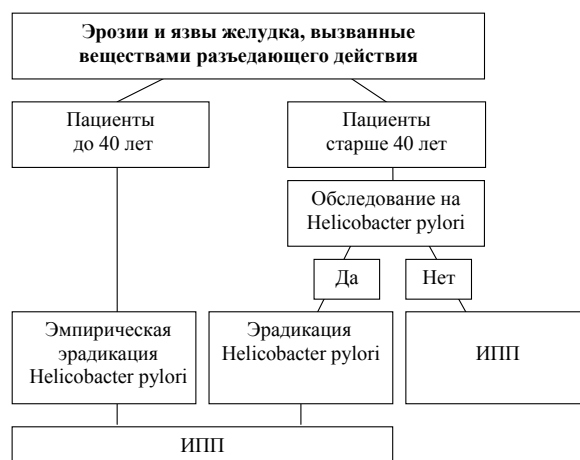 Эрозии и язвы желудка, вызванные
веществами разъедающего действия
Пациенты
до 40 лет
Пациенты
старше 40 лет
Обследование на
Helicobacter pylori
Да
Нет
Эмпирическая
эрадикация
Helicobacter pylori
Эрадикация
Helicobacter pylori
ИПП
ИПП